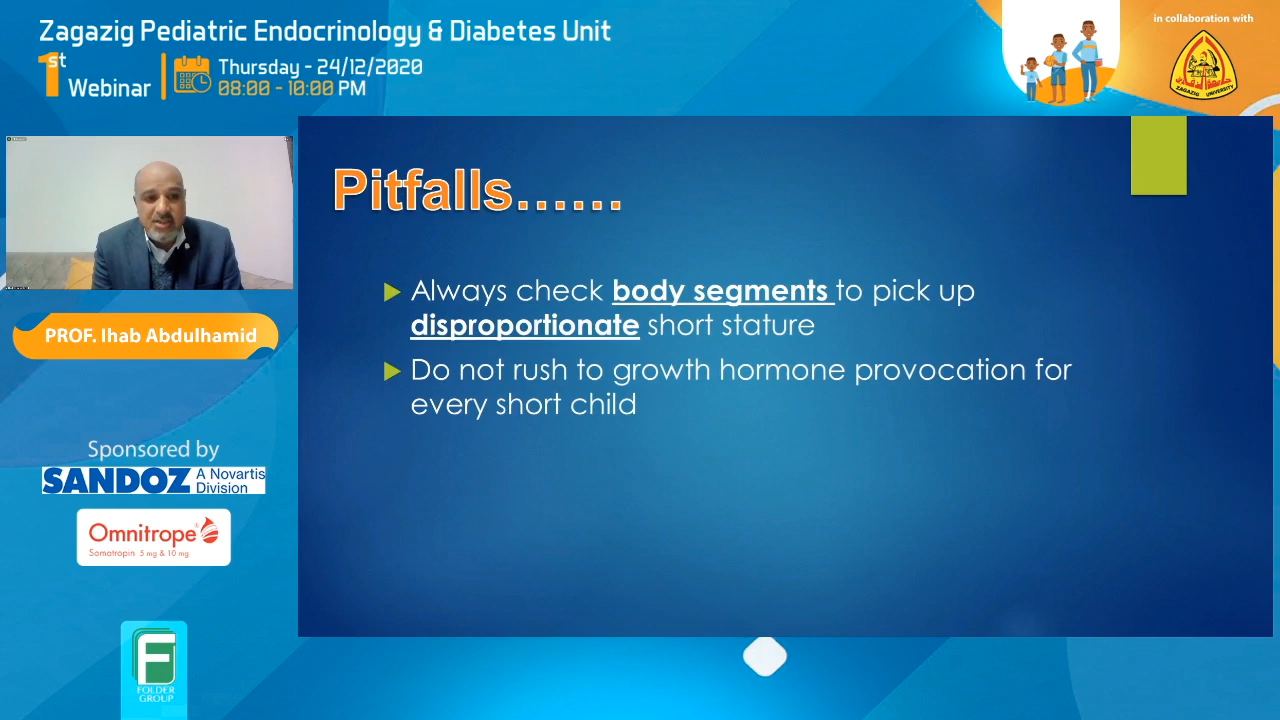 Zagazig Pediatric Endocrinology & Diabetes Unit
1st Webinar
Thursday - 24/12/2020
08:00 - 10:00 PM
in collaboration with
ZAGAZIG UNIVERSITY
Pitfalls......
Always check body segments to pick up
disproportionate short stature
Do not rush to growth hormone provocation for
every short child
PROF. Ihab Abdulhamid
Sponsored by
SANDOZ A Novartis
Division
Omnitrope®
Somatropin 5 mg & 10 mg
F
FOLDER
GROUP